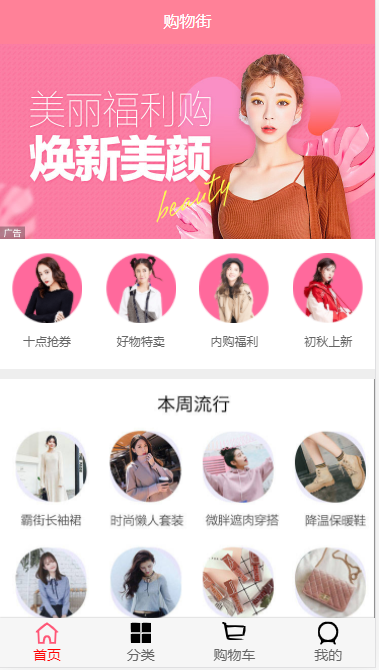 购物街
美丽福利购
焕新美颜
beauty
广告
十点抢券 好物特卖 内购福利 初秋上新
本周流行
霸街长袖裙 时尚懒人套装 微胖遮肉穿搭 降温保暖鞋
首页 分类 购物车 我的